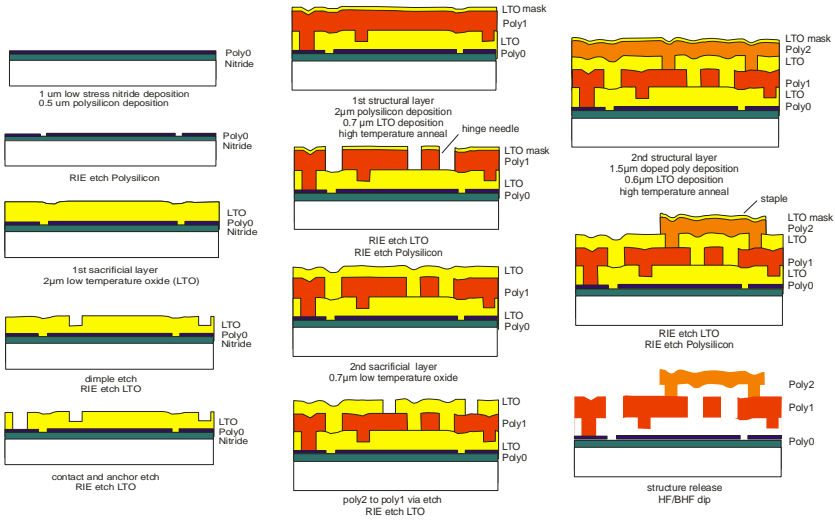 Poly0
Nitride
1 um low stress nitride deposition
0.5 um polysilicon deposition
Poly0
Nitride
RIE etch Polysilicon
LTO
Poly0
Nitride
1st sacrificial layer
2µm low temperature oxide (LTO)
LTO
Poly0
Nitride
dimple etch
RIE etch LTO
LTO
Poly0
Nitride
contact and anchor etch
RIE etch LTO
LTO mask
Poly1
LTO
Poly0
1st structural layer
2µm polysilicon deposition
0.7 µm LTO deposition
high temperature anneal
hinge needle
LTO mask
Poly1
LTO
Poly0
RIE etch LTO
RIE etch Polysilicon
LTO
Poly1
LTO
Poly0
2nd sacrificial layer
0.7µm low temperature oxide
LTO
Poly1
LTO
Poly0
poly2 to poly1 via etch
RIE etch LTO
LTO mask
Poly2
LTO
Poly1
LTO
Poly0
2nd structural layer
1.5µm doped poly deposition
0.6µm LTO deposition
high temperature anneal
staple
LTO mask
Poly2
LTO
Poly1
LTO
Poly0
RIE etch LTO
RIE etch Polysilicon
Poly2
Poly1
Poly0
structure release
HF/BHF dip